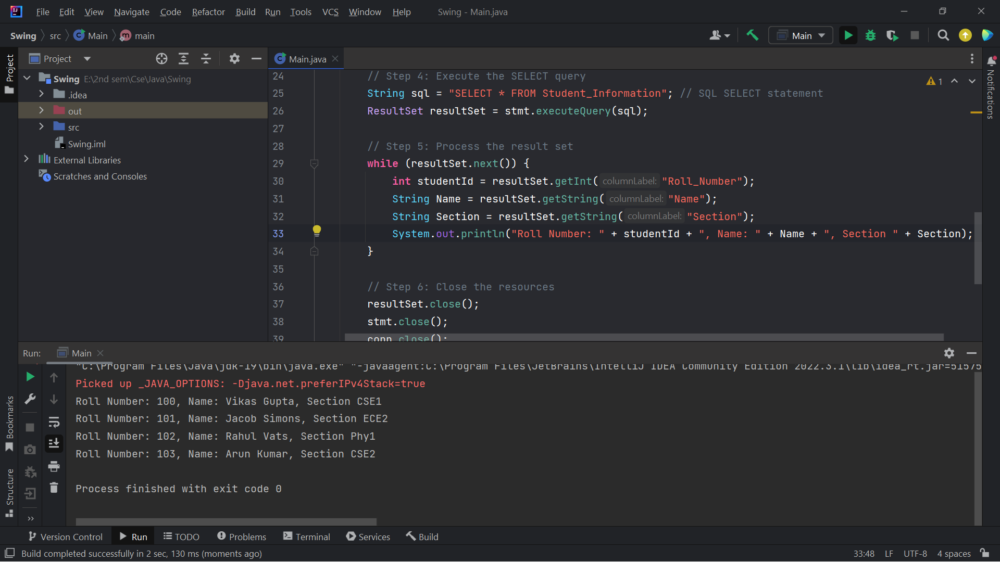 File Edit View Navigate Code Refactor Build Run Tools VCS Window Help Swing - Main.java
Swing src Main main
Main
Project
Project
Main.java
Notifications
Swing E:\2nd sem\Cse\Java\Swing
.idea
out
src
Swing.iml
External Libraries
Scratches and Consoles
1
24 // Step 4: Execute the SELECT query
25 String sql = "SELECT * FROM Student_Information"; // SQL SELECT statement
26 ResultSet resultSet = stmt.executeQuery(sql);
27
28 // Step 5: Process the result set
29 while (resultSet.next()) {
30 int studentId = resultSet.getInt( columnLabel: "Roll_Number");
31 String Name = resultSet.getString( columnLabel: "Name");
32 String Section = resultSet.getString( columnLabel: "Section");
33 System.out.println("Roll Number: " + studentId + ", Name: " + Name + ", Section " + Section);
34 }
35
36 // Step 6: Close the resources
37 resultSet.close();
38 stmt.close();
39 conn.close();
Run: Main
"C:\Program Files\Java\jdk-19\bin\java.exe" "-javaagent:C:\Program Files\JetBrains\IntelliJ IDEA Community Edition 2022.3.1\lib\idea_rt.jar=51575
Picked up _JAVA_OPTIONS: -Djava.net.preferIPv4Stack=true
Roll Number: 100, Name: Vikas Gupta, Section CSE1
Roll Number: 101, Name: Jacob Simons, Section ECE2
Roll Number: 102, Name: Rahul Vats, Section Phy1
Roll Number: 103, Name: Arun Kumar, Section CSE2
Process finished with exit code 0
Bookmarks
Structure
Version Control Run TODO Problems Terminal Services Build
Build completed successfully in 2 sec, 130 ms (moments ago)
33:48 LF UTF-8 4 spaces